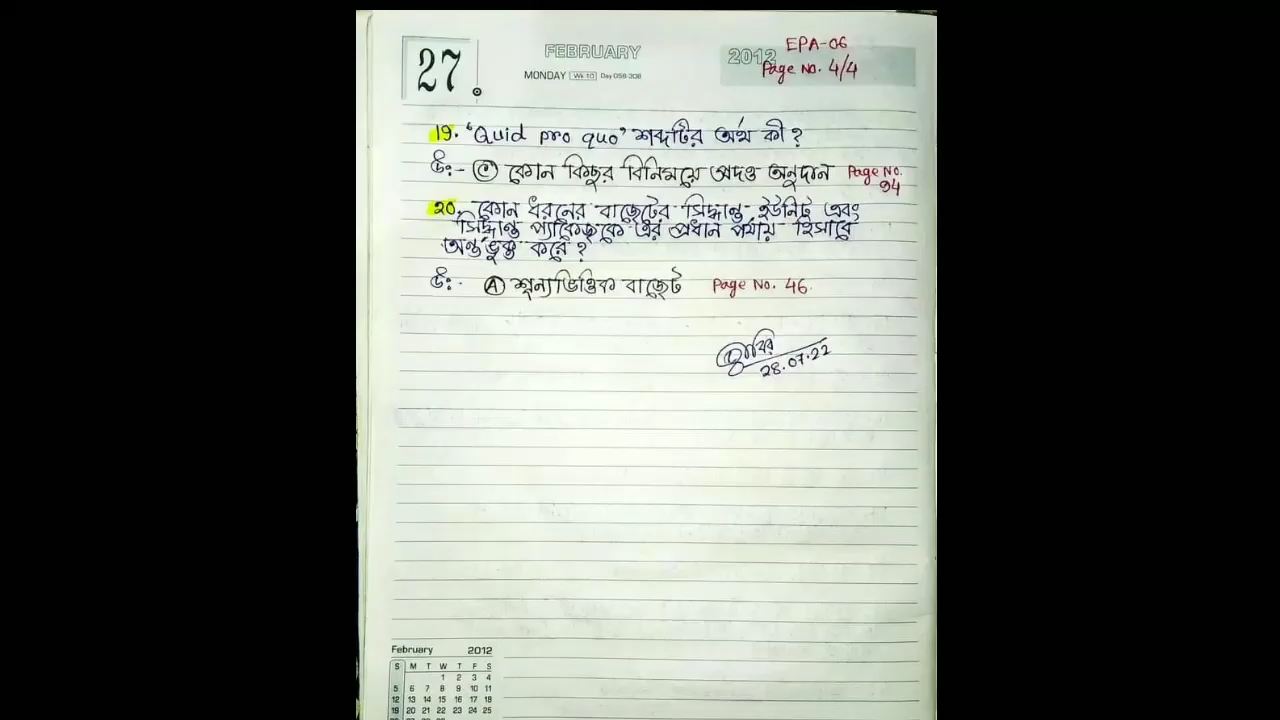 27.
FEBRUARY
MONDAY Wk 10 Day 058-308
2012
EPA-06
Page No. 4/4
19. 'Quid pro quo' শব্দটির অর্থ কী?
উঃ- Ⓒ কোন কিছুর বিনিময়ে প্রদত্ত অনুদান Page No. 94
20. কোন ধরনের বাজেটের সিদ্ধান্ত ইউনিট এবং
সিদ্ধান্ত প্যাকেজকে এর প্রধান পর্যায় হিসাবে
অর্ন্তভুক্ত করে?
উঃ- Ⓐ শূন্যভিত্তিক বাজেট Page No. 46.
28.07.22
February 2012
S M T W T F S
1 2 3 4
5 6 7 8 9 10 11
12 13 14 15 16 17 18
19 20 21 22 23 24 25